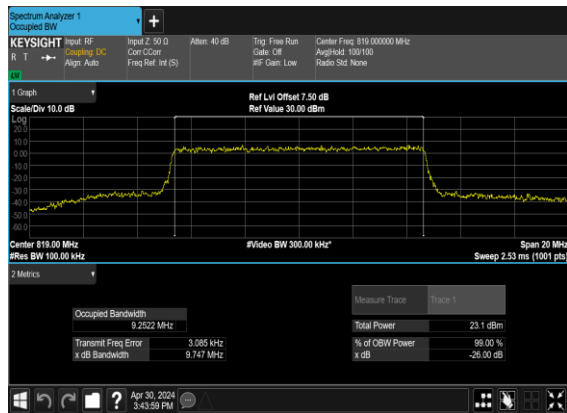 Spectrum Analyzer 1
Occupied BW
KEYSIGHT Input: RF Input Z: 50 Ω Atten: 40 dB Trig: Free Run Center Freq: 819.000000 MHz
R T Coupling: DC Corr CCorr Gate: Off Avg|Hold: 100/100
Align: Auto Freq Ref: Int (S) #IF Gain: Low Radio Std: None
1 Graph
Ref Lvl Offset 7.50 dB
Scale/Div 10.0 dB Ref Value 30.00 dBm
Log
20.0
10.0
0.00
-10.0
-20.0
-30.0
-40.0
-50.0
-60.0
Center 819.00 MHz #Video BW 300.00 kHz* Span 20 MHz
#Res BW 100.00 kHz Sweep 2.53 ms (1001 pts)
2 Metrics
Measure Trace Trace 1
Occupied Bandwidth
9.2522 MHz Total Power 23.1 dBm
Transmit Freq Error 3.085 kHz % of OBW Power 99.00 %
x dB Bandwidth 9.747 MHz x dB -26.00 dB
Apr 30, 2024
3:43:59 PM